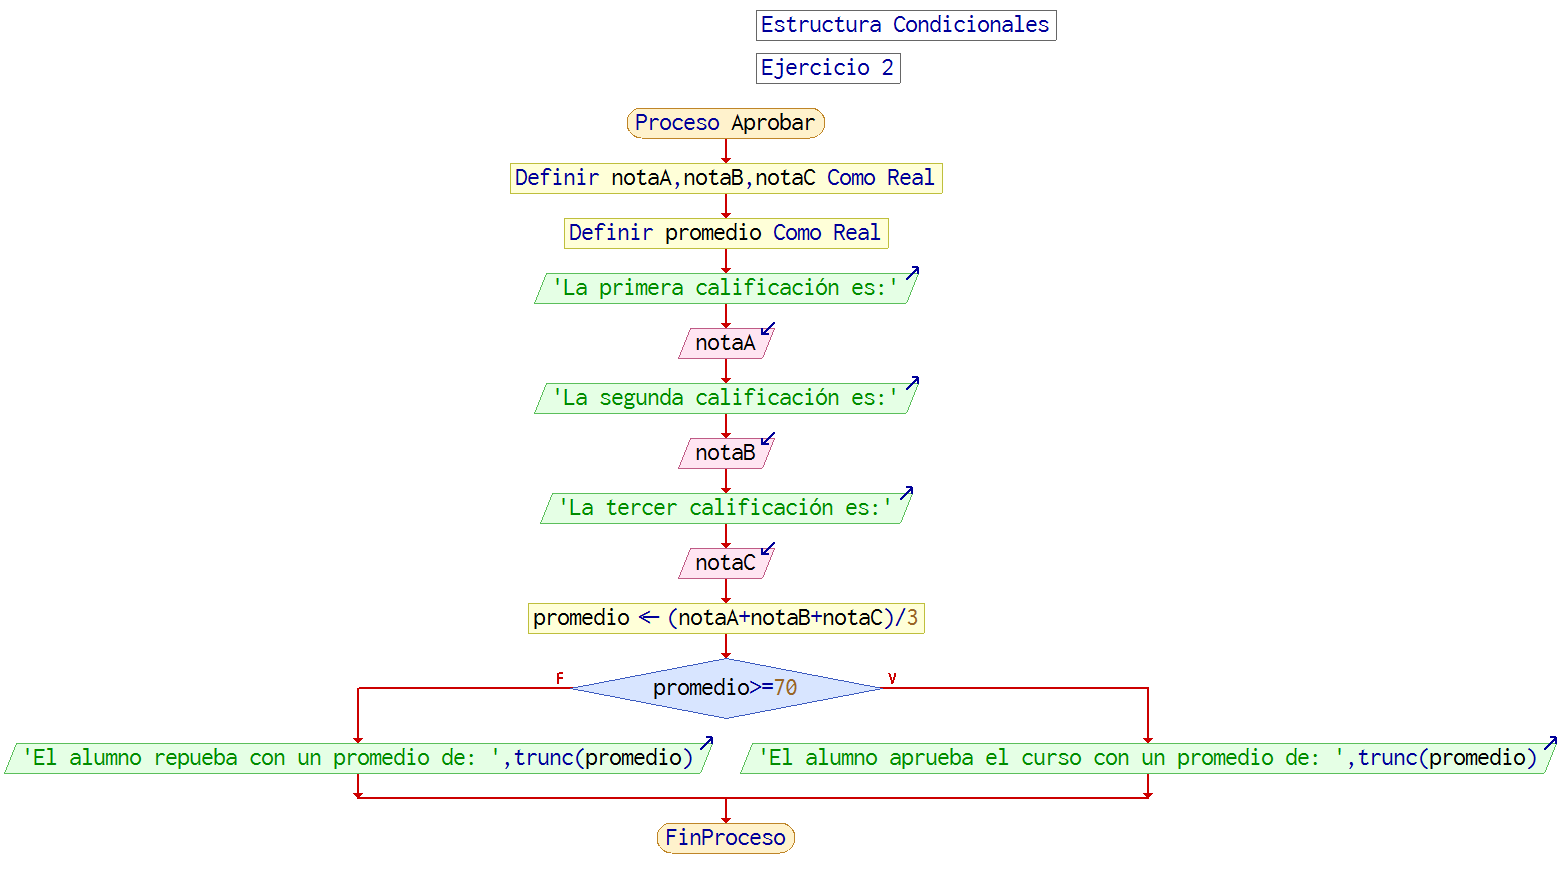 Estructura Condicionales
Ejercicio 2
Proceso Aprobar
Definir notaA,notaB,notaC Como Real
Definir promedio Como Real
'La primera calificación es:'
notaA
'La segunda calificación es:'
notaB
'La tercer calificación es:'
notaC
promedio ← (notaA+notaB+notaC)/3
F
promedio>=70
V
'El alumno repueba con un promedio de: ',trunc(promedio)
'El alumno aprueba el curso con un promedio de: ',trunc(promedio)
FinProceso